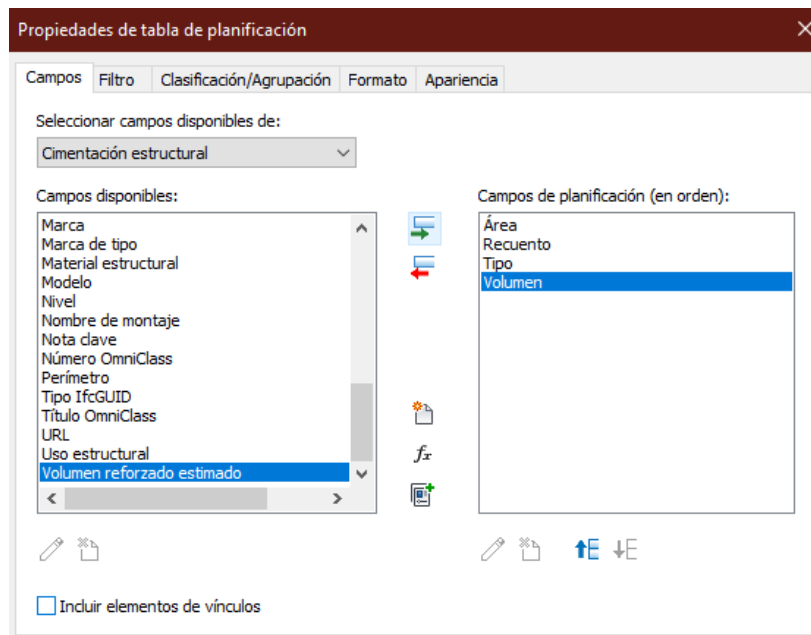 Propiedades de tabla de planificación
Campos Filtro Clasificación/Agrupación Formato Apariencia
Seleccionar campos disponibles de:
Cimentación estructural
Campos disponibles:
Marca
Marca de tipo
Material estructural
Modelo
Nivel
Nombre de montaje
Nota clave
Número OmniClass
Perímetro
Tipo IfcGUID
Título OmniClass
URL
Uso estructural
Volumen reforzado estimado
fx
Campos de planificación (en orden):
Área
Recuento
Tipo
Volumen
Incluir elementos de vínculos